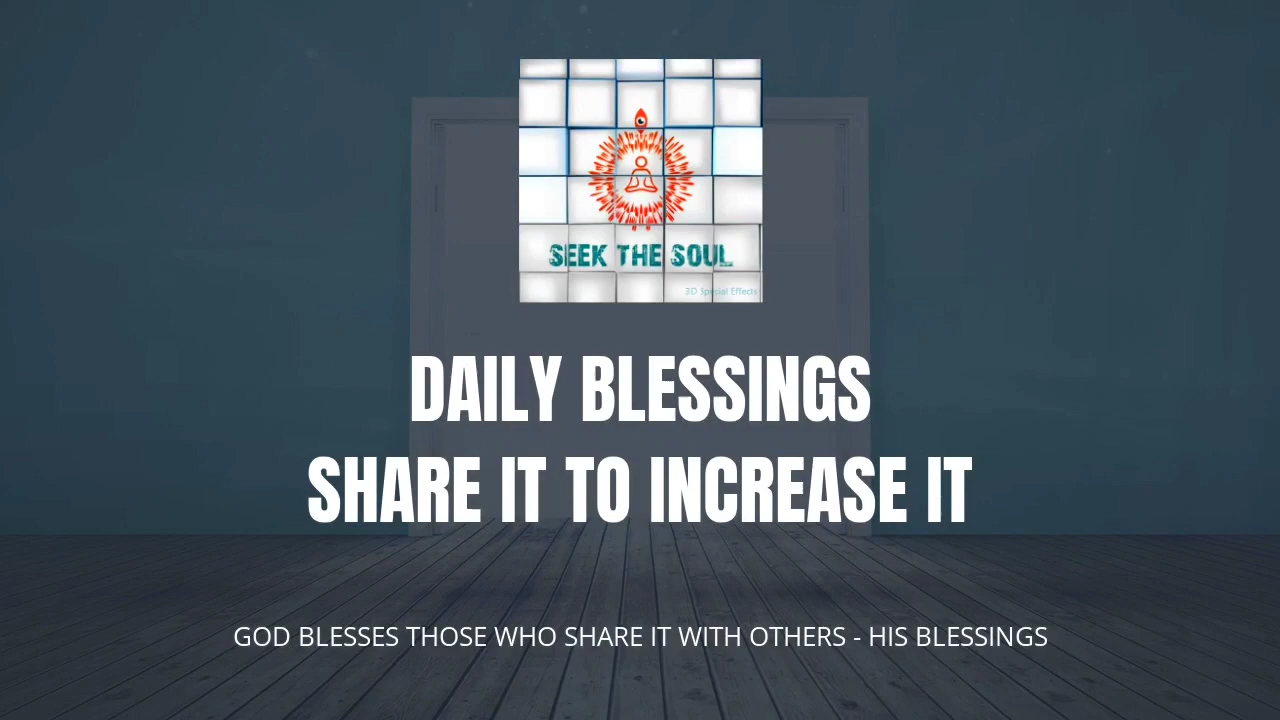 SEEK THE SOUL
3D Special Effects
DAILY BLESSINGS
SHARE IT TO INCREASE IT
GOD BLESSES THOSE WHO SHARE IT WITH OTHERS - HIS BLESSINGS